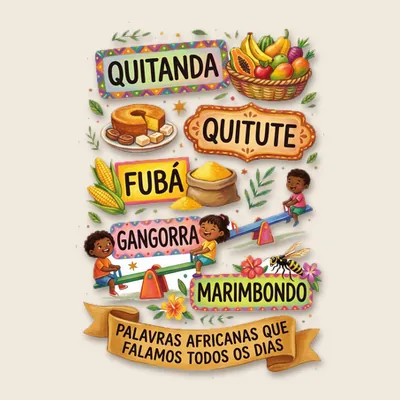 QUITANDA
QUITUTE
FUBÁ
GANGORRA
MARIMBONDO
PALAVRAS AFRICANAS QUE
FALAMOS TODOS OS DIAS